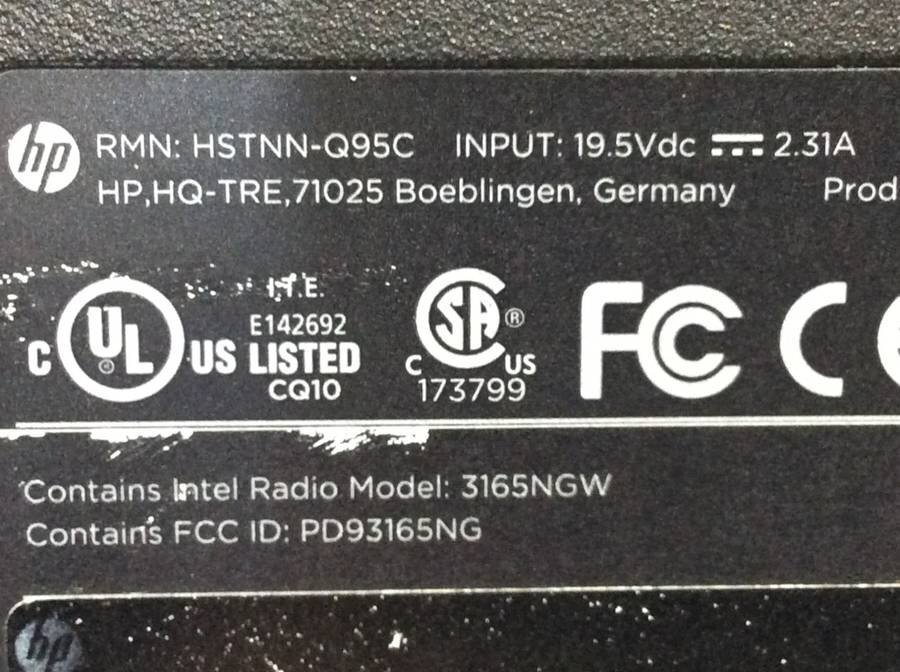 hp RMN: HSTNN-Q95C INPUT: 19.5Vdc 2.31A
HP,HQ-TRE,71025 Boeblingen, Germany Prod
I.T.E.
E142692
C UL ® US LISTED
CQ10
C SA ® US
173799
FC CE
Contains Intel Radio Model: 3165NGW
Contains FCC ID: PD93165NG
hp